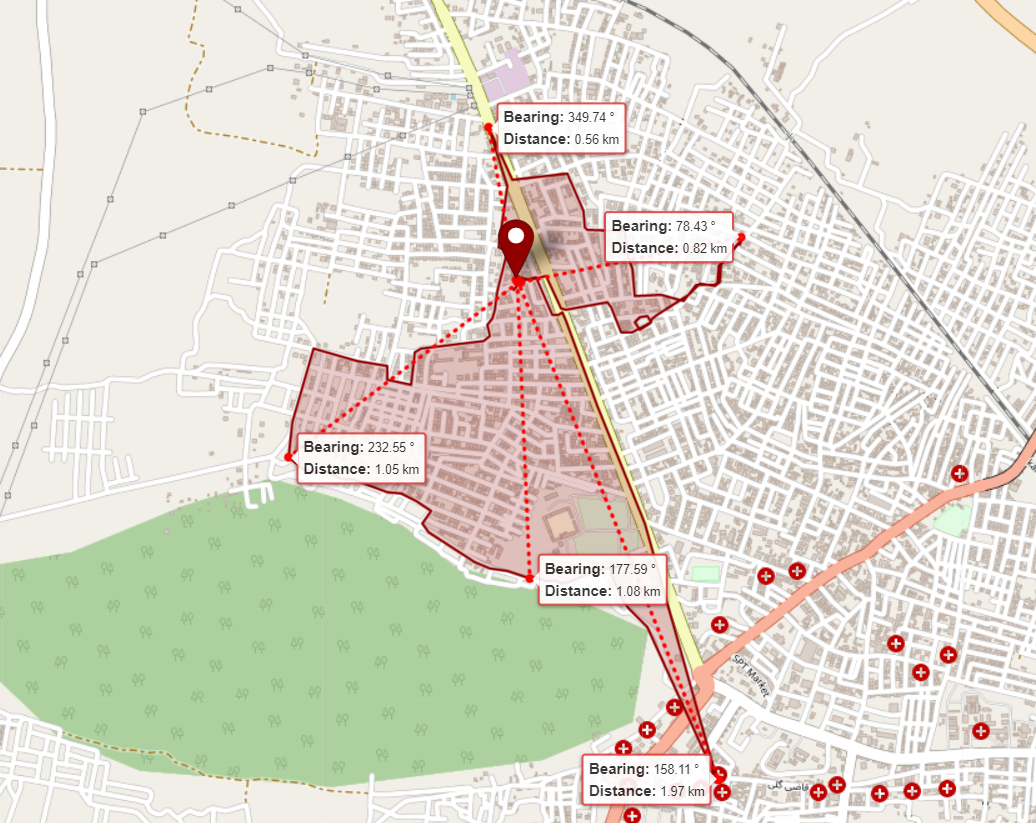 Bearing: 349.74 °
Distance: 0.56 km
Bearing: 78.43 °
Distance: 0.82 km
Bearing: 232.55 °
Distance: 1.05 km
Bearing: 177.59 °
Distance: 1.08 km
SPT Market
Bearing: 158.11 °
Distance: 1.97 km
قاضی گلی